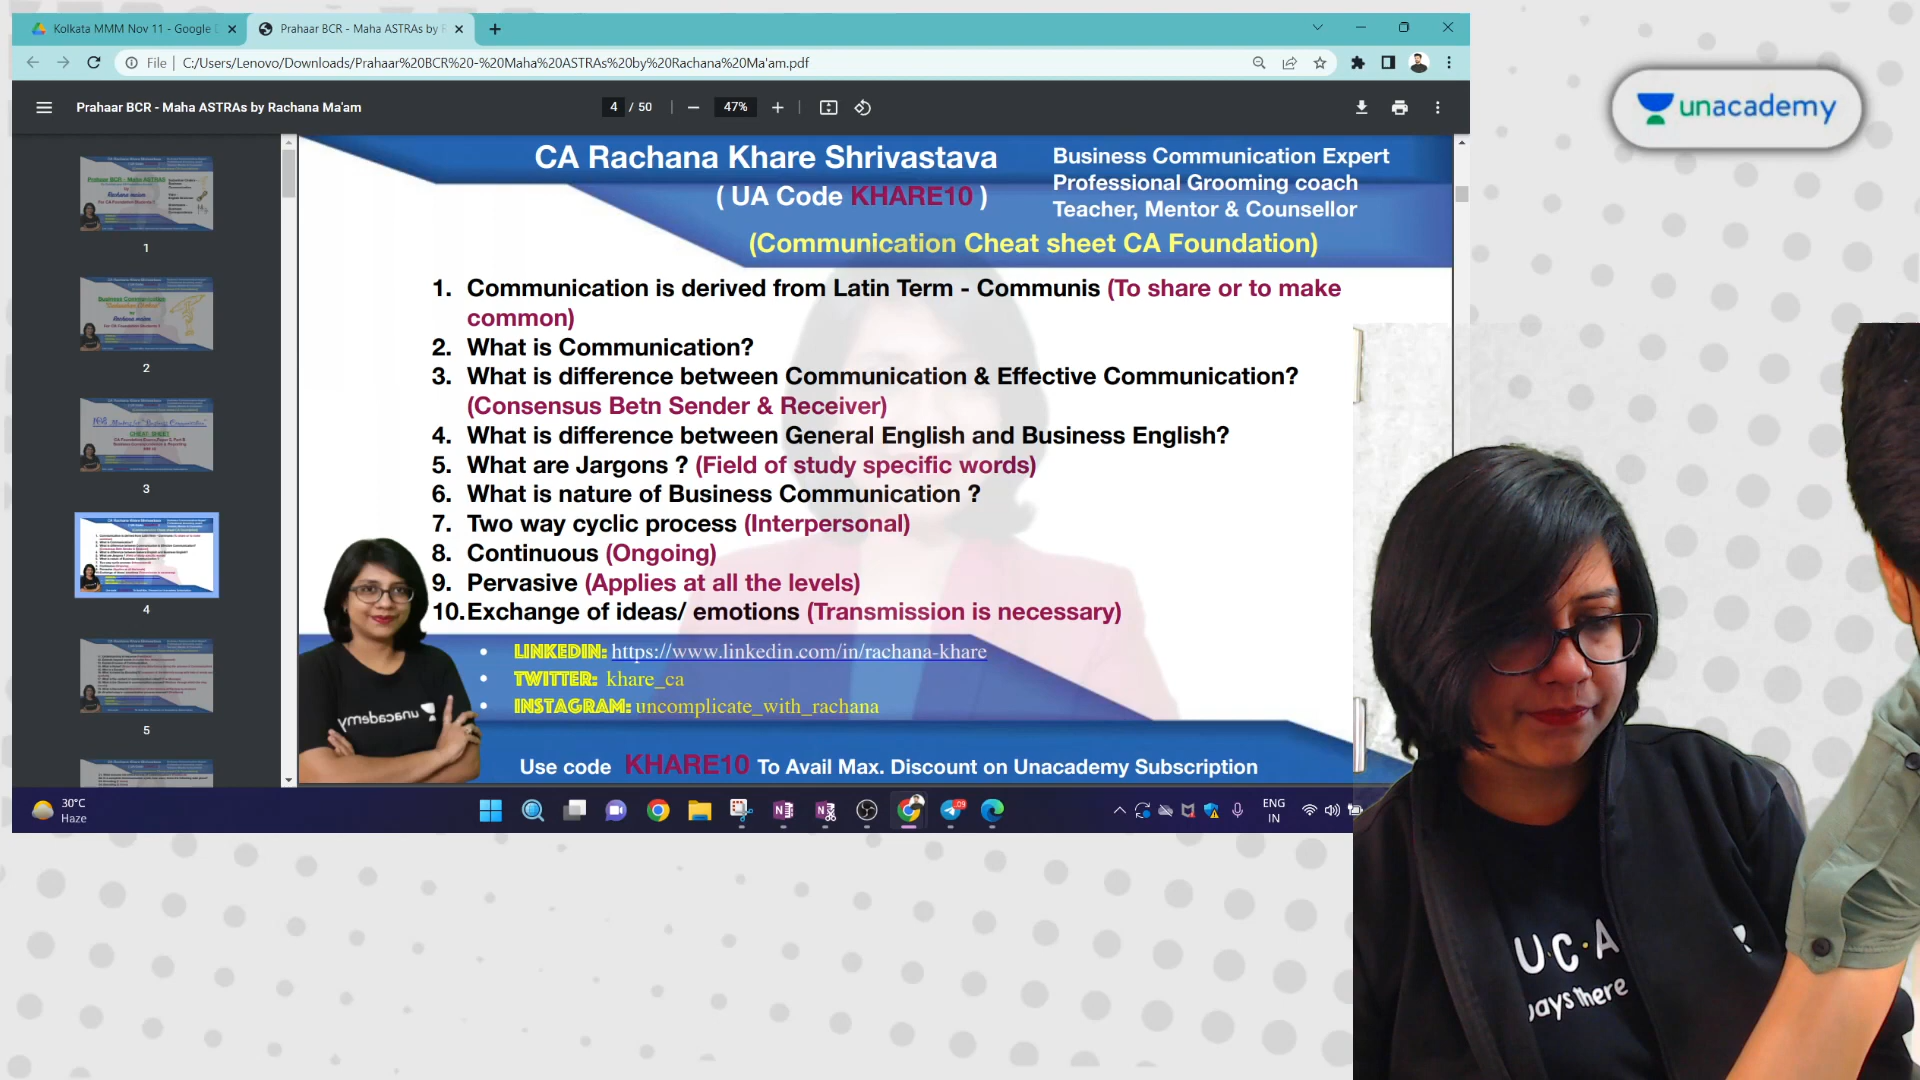 Kolkata MMM Nov 11 - Google
Prahaar BCR - Maha ASTRAs by
File | C:/Users/Lenovo/Downloads/Prahaar%20BCR%20-%20Maha%20ASTRAs%20by%20Rachana%20Ma'am.pdf
Prahaar BCR - Maha ASTRAs by Rachana Ma'am
4 / 50
47%
unacademy
CA Rachana Khare Shrivastava
( UA Code KHARE10 )
Business Communication Expert
Professional Grooming coach
Teacher, Mentor & Counsellor
(Communication Cheat sheet CA Foundation)
1. Communication is derived from Latin Term - Communis (To share or to make
common)
2. What is Communication?
3. What is difference between Communication & Effective Communication?
(Consensus Betn Sender & Receiver)
4. What is difference between General English and Business English?
5. What are Jargons ? (Field of study specific words)
6. What is nature of Business Communication ?
7. Two way cyclic process (Interpersonal)
8. Continuous (Ongoing)
9. Pervasive (Applies at all the levels)
10.Exchange of ideas/ emotions (Transmission is necessary)
• LINKEDIN: https://www.linkedin.com/in/rachana-khare
• TWITTER: khare_ca
• INSTAGRAM: uncomplicate_with_rachana
unacademy
Use code KHARE10 To Avail Max. Discount on Unacademy Subscription
1
2
3
4
5
30°C
Haze
ENG
IN
U·C·A
ays there